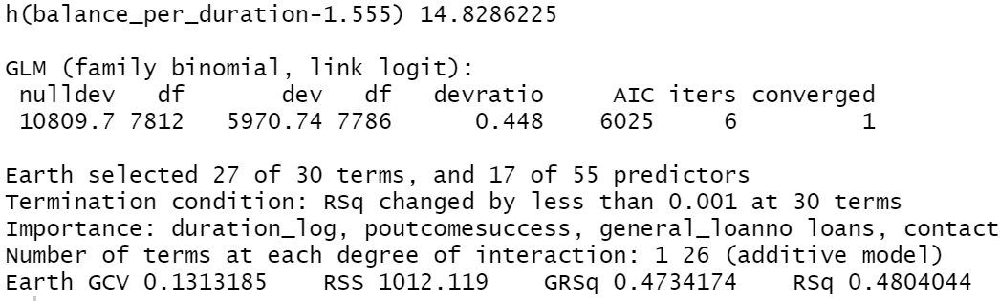 h(balance_per_duration-1.555) 14.8286225
GLM (family binomial, link logit):
nulldev df dev df devratio AIC iters converged
10809.7 7812 5970.74 7786 0.448 6025 6 1
Earth selected 27 of 30 terms, and 17 of 55 predictors
Termination condition: RSq changed by less than 0.001 at 30 terms
Importance: duration_log, poutcomesuccess, general_loanno loans, contact
Number of terms at each degree of interaction: 1 26 (additive model)
Earth GCV 0.1313185 RSS 1012.119 GRSq 0.4734174 RSq 0.4804044